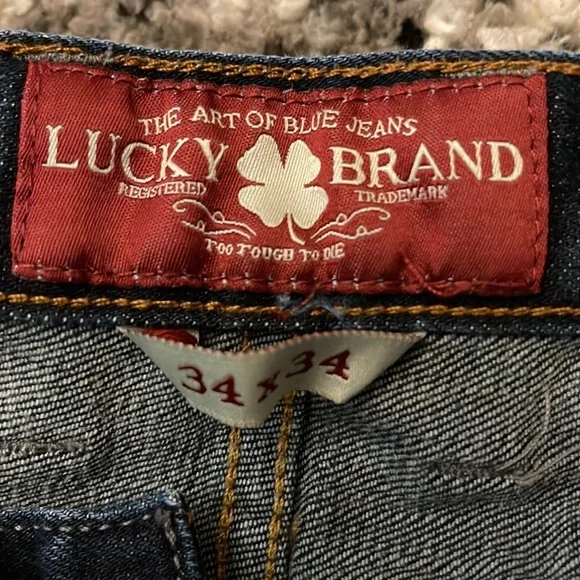 THE ART OF BLUE JEANS
LUCKY BRAND
REGISTERED TRADEMARK
TOO TOUGH TO DIE
34 x 34